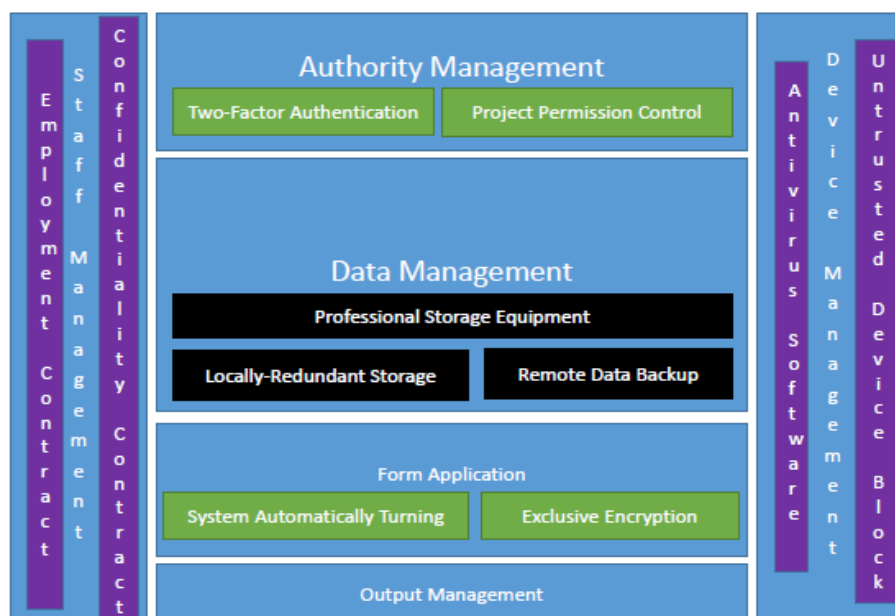 Employment Contract
Staff Management
Confidentiality Contract
Authority Management
Two-Factor Authentication
Project Permission Control
Data Management
Professional Storage Equipment
Locally-Redundant Storage
Remote Data Backup
Form Application
System Automatically Turning
Exclusive Encryption
Output Management
Antivirus Software
Device Management
Untrusted Device Block